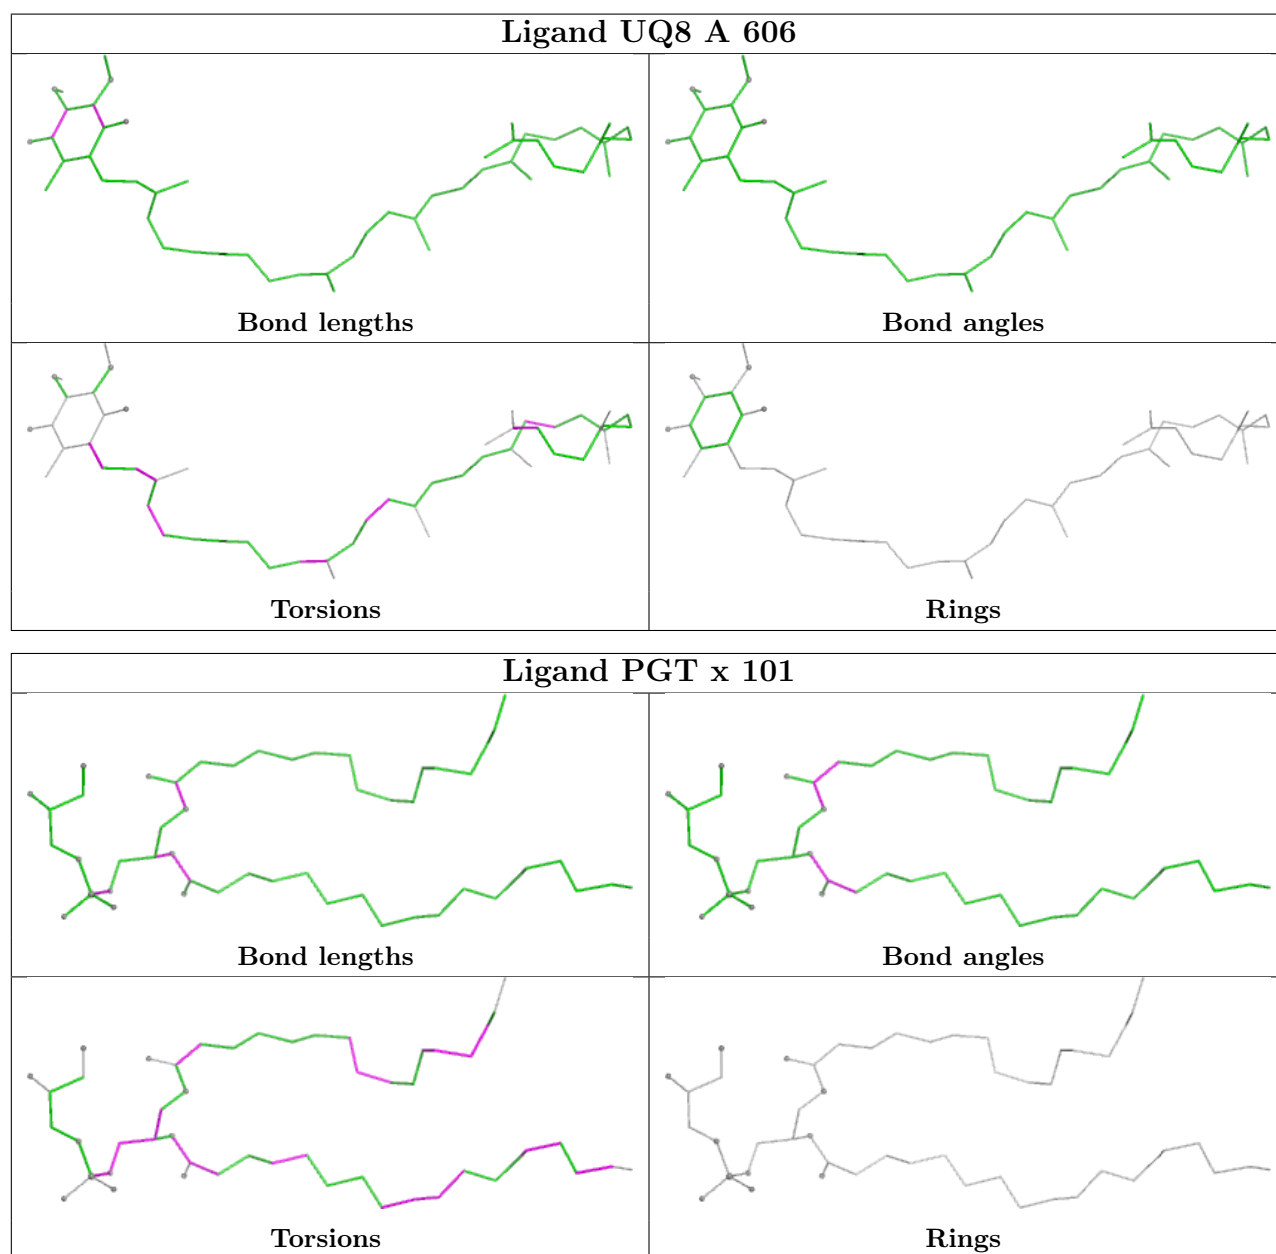 Ligand UQ8 A 606
Bond lengths
Bond angles
Torsions
Rings
Ligand PGT x 101
Bond lengths
Bond angles
Torsions
Rings